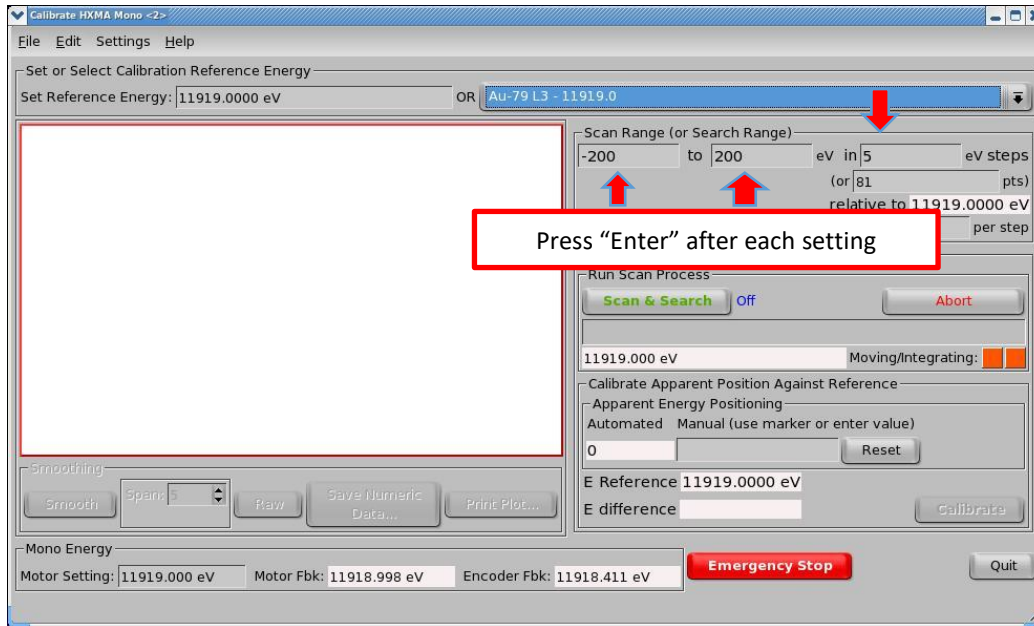 Calibrate HXMA Mono <2>
File Edit Settings Help
Set or Select Calibration Reference Energy
Set Reference Energy: 11919.0000 eV OR Au-79 L3 - 11919.0
Scan Range (or Search Range)
-200 to 200 eV in 5 eV steps
(or 81 pts)
relative to 11919.0000 eV
per step
Press “Enter” after each setting
Run Scan Process
Scan & Search Off Abort
11919.000 eV Moving/Integrating:
Calibrate Apparent Position Against Reference
Apparent Energy Positioning
Automated Manual (use marker or enter value)
0 Reset
E Reference 11919.0000 eV
E difference Calibrate
Smoothing
Smooth Span: 5 Raw Save Numeric Data... Print Plot...
Mono Energy
Motor Setting: 11919.000 eV Motor Fbk: 11918.998 eV Encoder Fbk: 11918.411 eV
Emergency Stop Quit